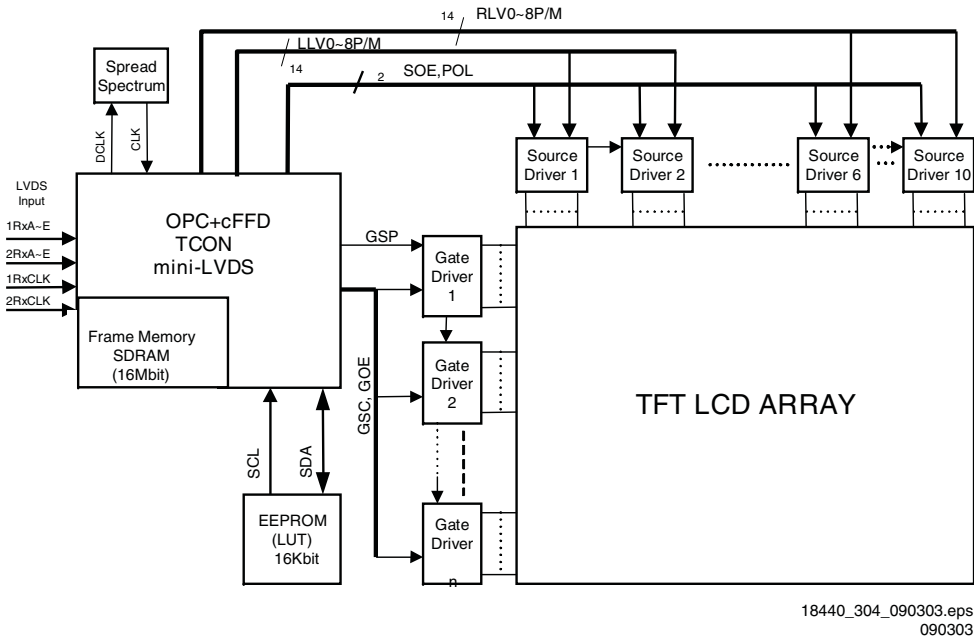 14
RLV0~8P/M
LLV0~8P/M
14
2
SOE,POL
Spread
Spectrum
DCLK
CLK
LVDS
Input
1RxA~E
2RxA~E
1RxCLK
2RxCLK
OPC+cFFD
TCON
mini-LVDS
Frame Memory
SDRAM
(16Mbit)
Source
Driver 1
Source
Driver 2
Source
Driver 6
Source
Driver 10
GSP
GSC, GOE
Gate
Driver
1
Gate
Driver
2
Gate
Driver
n
TFT LCD ARRAY
SCL
SDA
EEPROM
(LUT)
16Kbit
18440_304_090303.eps
090303